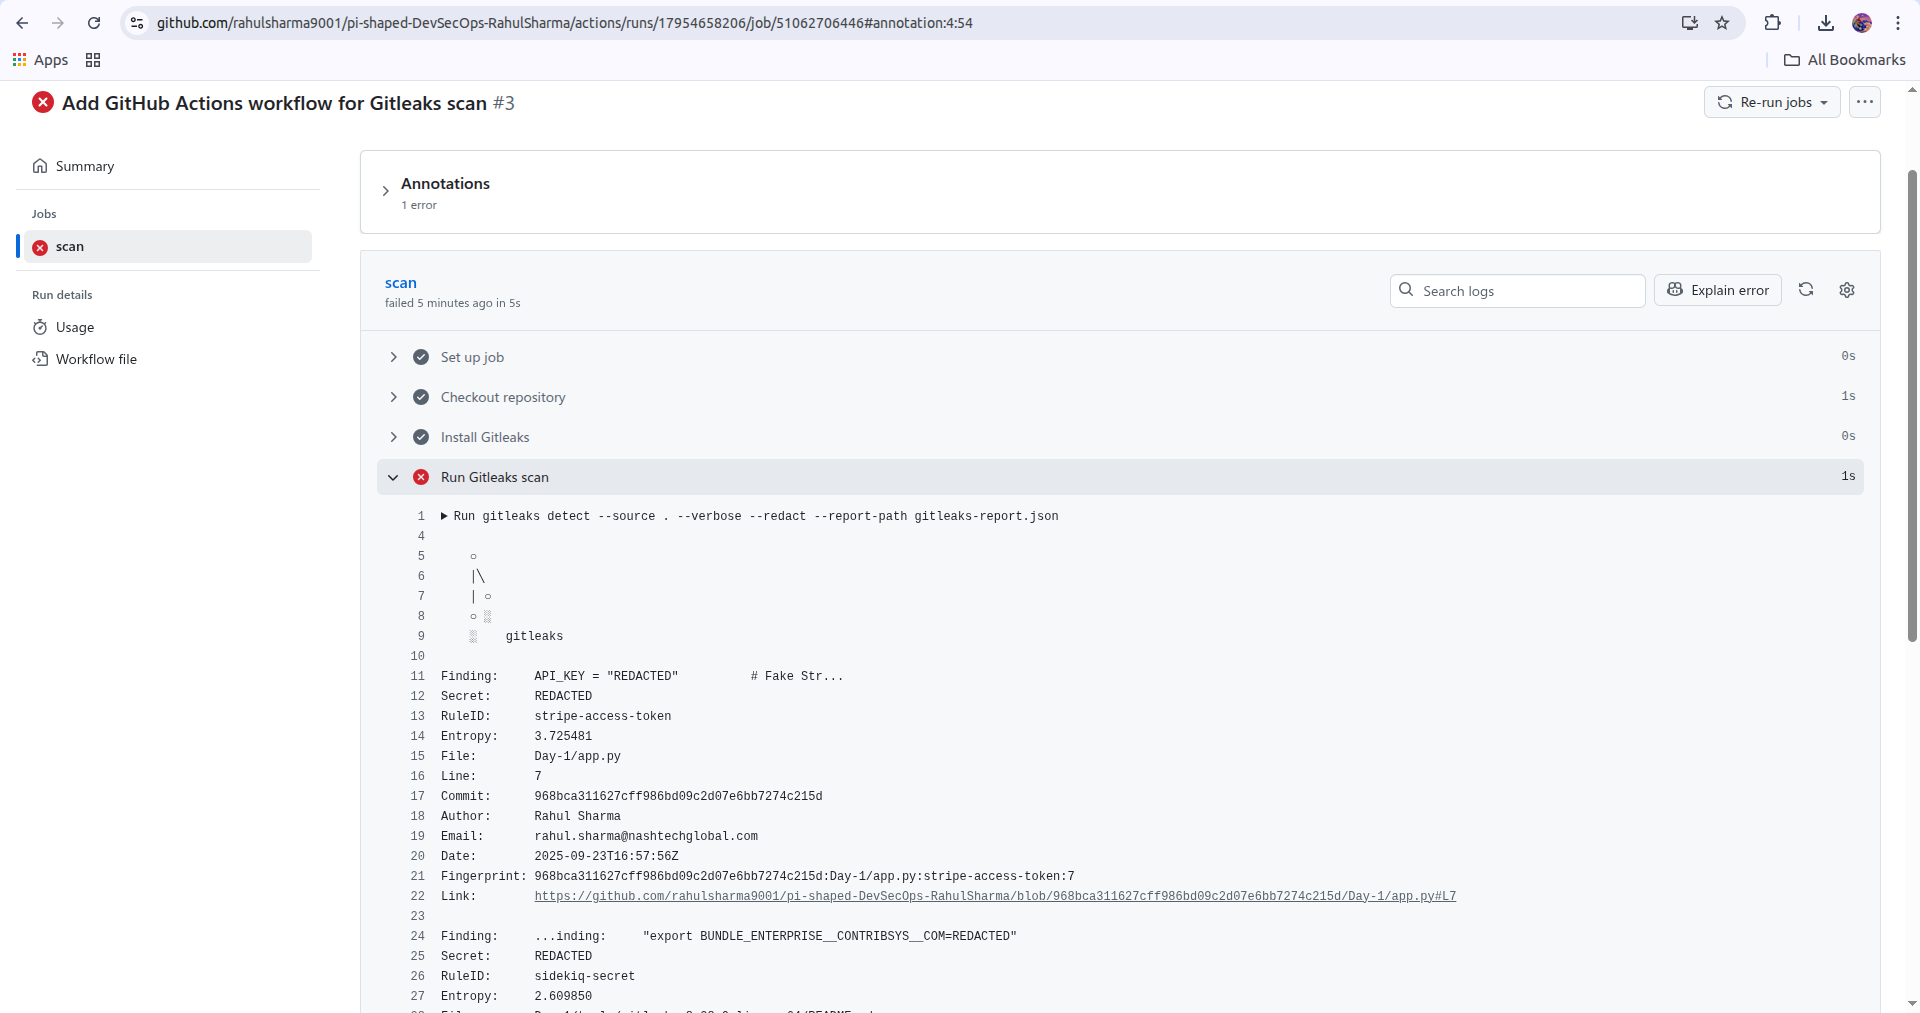 github.com/rahulsharma9001/pi-shaped-DevSecOps-RahulSharma/actions/runs/17954658206/job/51062706446#annotation:4:54
Apps
All Bookmarks
Add GitHub Actions workflow for Gitleaks scan #3
Re-run jobs
Summary
Jobs
scan
Run details
Usage
Workflow file
Annotations
1 error
scan
failed 5 minutes ago in 5s
Search logs
Explain error
Set up job 0s
Checkout repository 1s
Install Gitleaks 0s
Run Gitleaks scan 1s
1 Run gitleaks detect --source . --verbose --redact --report-path gitleaks-report.json
4
5 ○
6 |\
7 | ○
8 ○ ░
9 ░ gitleaks
10
11 Finding: API_KEY = "REDACTED" # Fake Str...
12 Secret: REDACTED
13 RuleID: stripe-access-token
14 Entropy: 3.725481
15 File: Day-1/app.py
16 Line: 7
17 Commit: 968bca311627cff986bd09c2d07e6bb7274c215d
18 Author: Rahul Sharma
19 Email: rahul.sharma@nashtechglobal.com
20 Date: 2025-09-23T16:57:56Z
21 Fingerprint: 968bca311627cff986bd09c2d07e6bb7274c215d:Day-1/app.py:stripe-access-token:7
22 Link: https://github.com/rahulsharma9001/pi-shaped-DevSecOps-RahulSharma/blob/968bca311627cff986bd09c2d07e6bb7274c215d/Day-1/app.py#L7
23
24 Finding: ...inding: "export BUNDLE_ENTERPRISE__CONTRIBSYS__COM=REDACTED"
25 Secret: REDACTED
26 RuleID: sidekiq-secret
27 Entropy: 2.609850